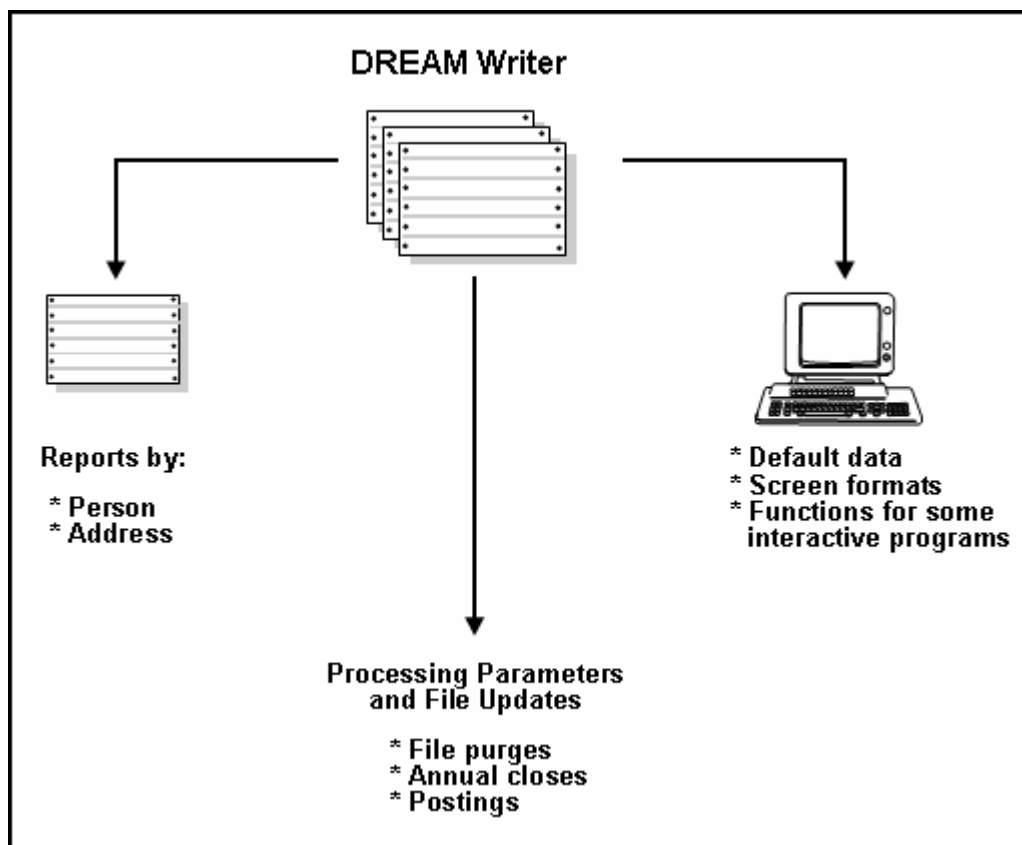 DREAM Writer
Reports by:
* Person
* Address
* Default data
* Screen formats
* Functions for some
interactive programs
Processing Parameters
and File Updates
* File purges
* Annual closes
* Postings